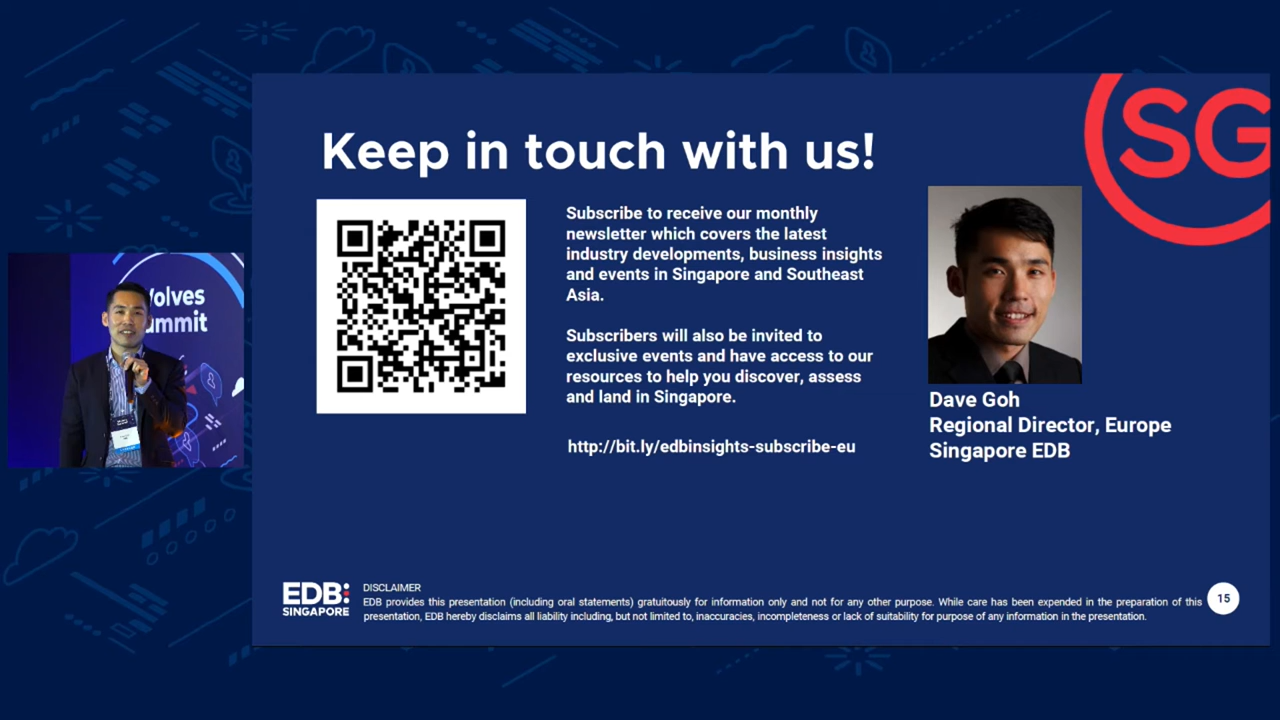 Keep in touch with us!
SG
Subscribe to receive our monthly
newsletter which covers the latest
industry developments, business insights
and events in Singapore and Southeast
Asia.
Subscribers will also be invited to
exclusive events and have access to our
resources to help you discover, assess
and land in Singapore.
http://bit.ly/edbinsights-subscribe-eu
Dave Goh
Regional Director, Europe
Singapore EDB
olves
mmit
EDB:
SINGAPORE
DISCLAIMER
EDB provides this presentation (including oral statements) gratuitously for information only and not for any other purpose. While care has been expended in the preparation of this
presentation, EDB hereby disclaims all liability including, but not limited to, inaccuracies, incompleteness or lack of suitability for purpose of any information in the presentation.
15